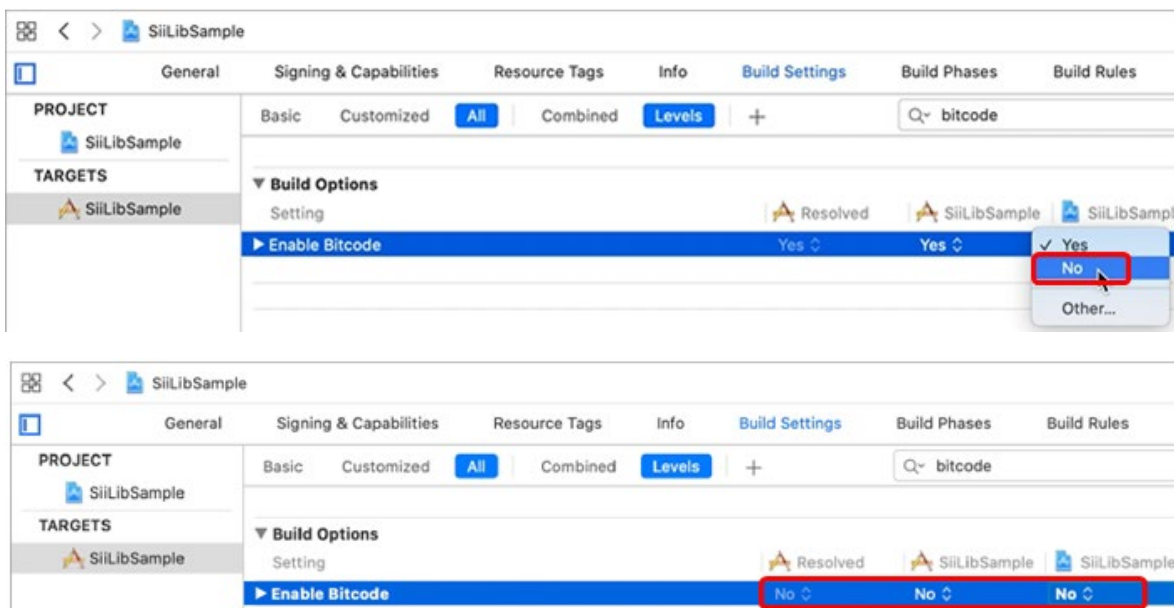 SiiLibSample
General Signing & Capabilities Resource Tags Info Build Settings Build Phases Build Rules
PROJECT
Basic Customized All Combined Levels + bitcode
SiiLibSample
TARGETS
Build Options
SiiLibSample
Setting Resolved SiiLibSample SiiLibSampl
Enable Bitcode Yes Yes Yes
No
Other...
SiiLibSample
General Signing & Capabilities Resource Tags Info Build Settings Build Phases Build Rules
PROJECT
Basic Customized All Combined Levels + bitcode
SiiLibSample
TARGETS
Build Options
SiiLibSample
Setting Resolved SiiLibSample SiiLibSample
Enable Bitcode No No No